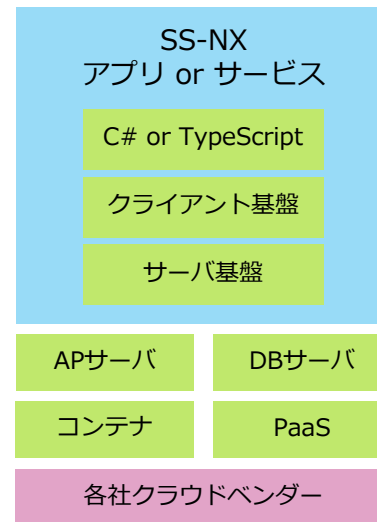 SS-NX
アプリ or サービス
C# or TypeScript
クライアント基盤
サーバ基盤
APサーバ
DBサーバ
コンテナ
PaaS
各社クラウドベンダー